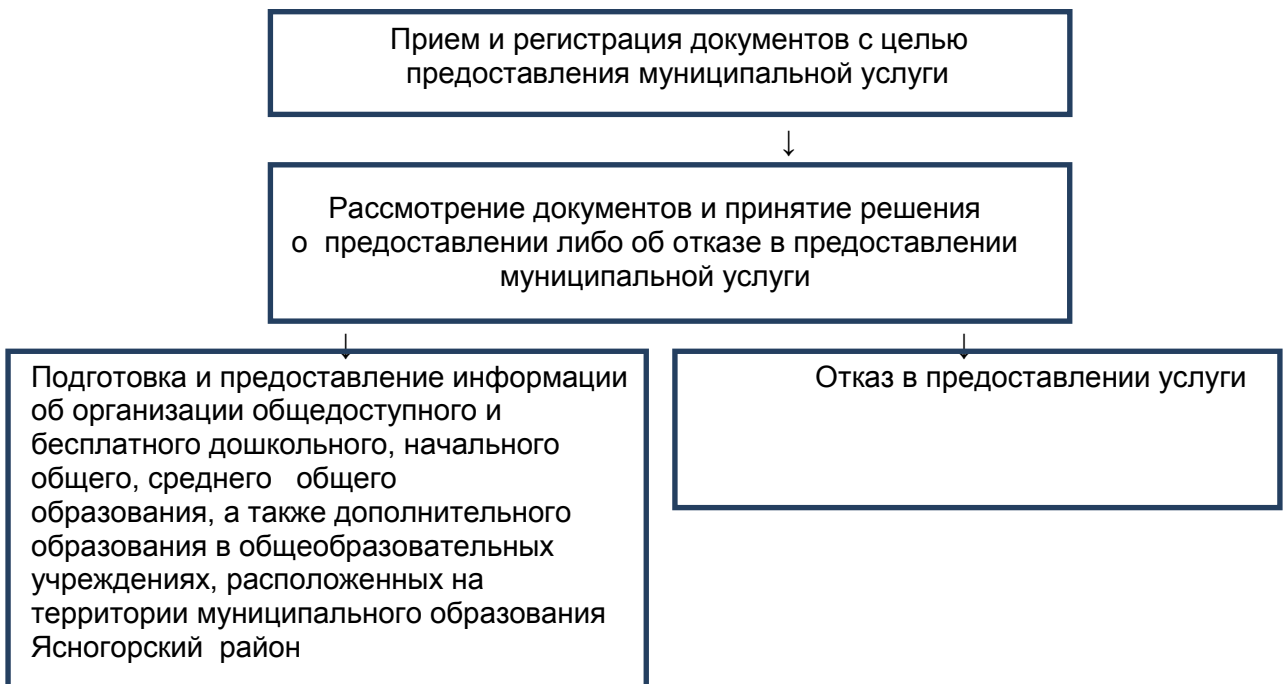 Прием и регистрация документов с целью
предоставления муниципальной услуги
↓
Рассмотрение документов и принятие решения
о предоставлении либо об отказе в предоставлении
муниципальной услуги
↓ ↓
Подготовка и предоставление информации
об организации общедоступного и
бесплатного дошкольного, начального
общего, среднего общего
образования, а также дополнительного
образования в общеобразовательных
учреждениях, расположенных на
территории муниципального образования
Ясногорский район
Отказ в предоставлении услуги